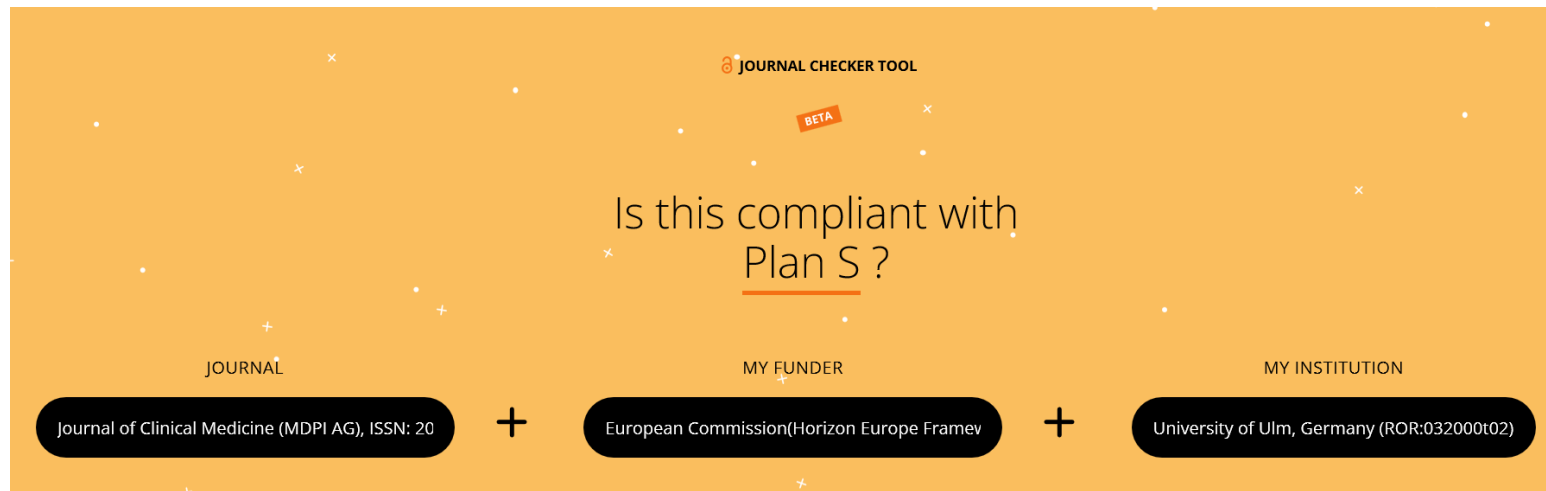 JOURNAL CHECKER TOOL
BETA
Is this compliant with
Plan S ?
JOURNAL
MY FUNDER
MY INSTITUTION
Journal of Clinical Medicine (MDPI AG), ISSN: 20
+
European Commission(Horizon Europe Framew
+
University of Ulm, Germany (ROR:032000t02)